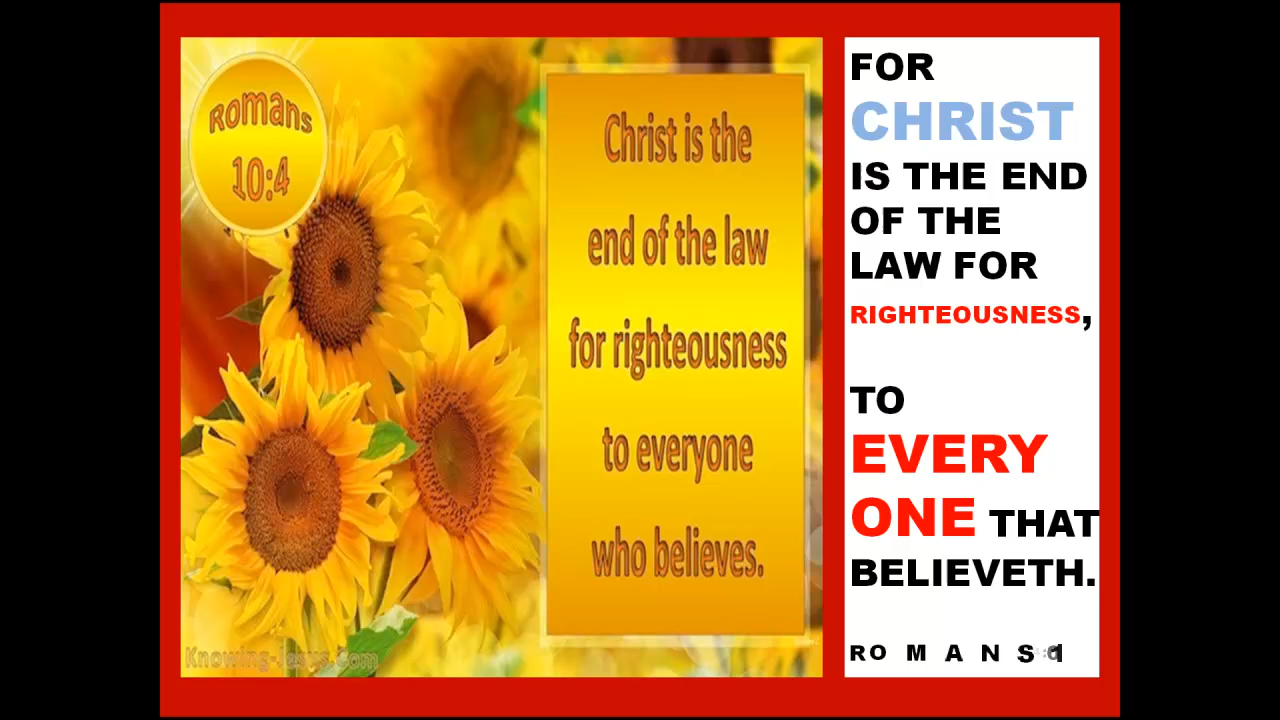 Romans
10:4
Christ is the
end of the law
for righteousness
to everyone
who believes.
Knowing-Jesus.Com
FOR
CHRIST
IS THE END
OF THE
LAW FOR
RIGHTEOUSNESS,
TO
EVERY
ONE THAT
BELIEVETH.
ROMANS